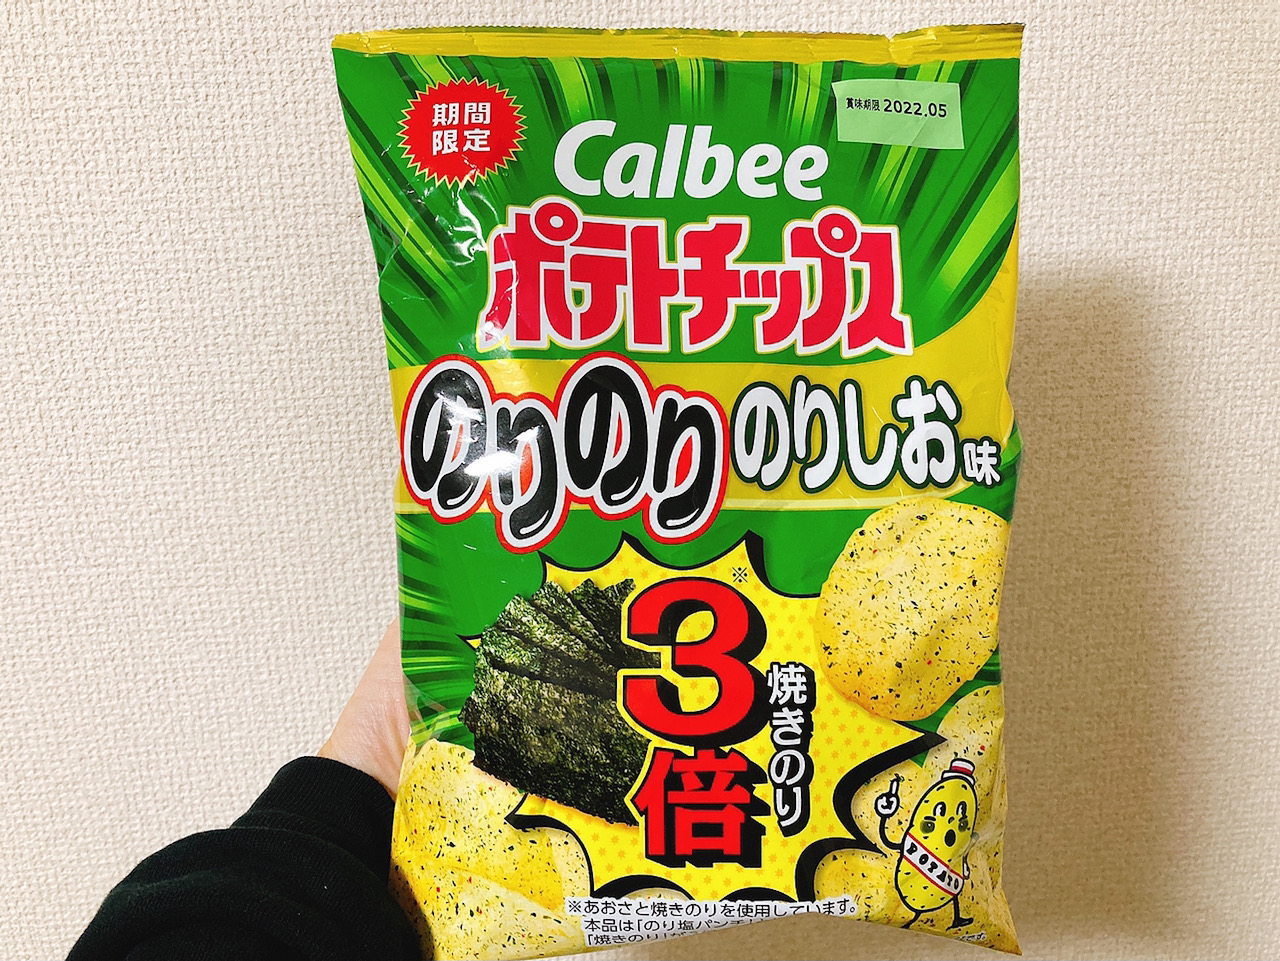 期間
限定
賞味期限 2022.05
Calbee
ポテトチップス
のりのり のりしお味
※
3倍
焼きのり
POTATO
※あおさと焼きのりを使用しています。
本品は「のり塩パンチ
「焼きのり」が
です。